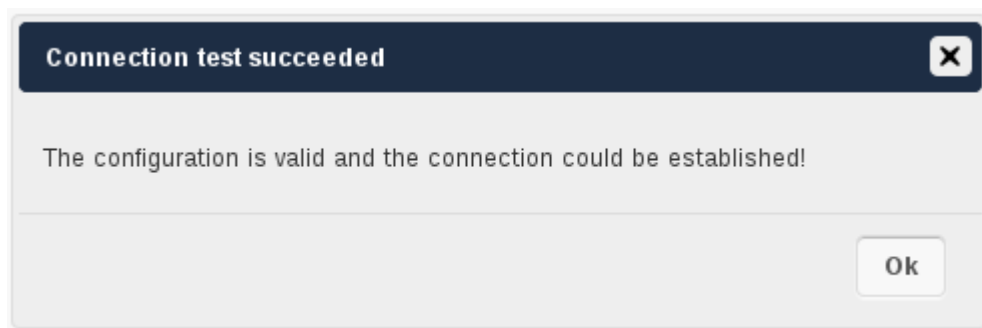 Connection test succeeded
The configuration is valid and the connection could be established!
Ok